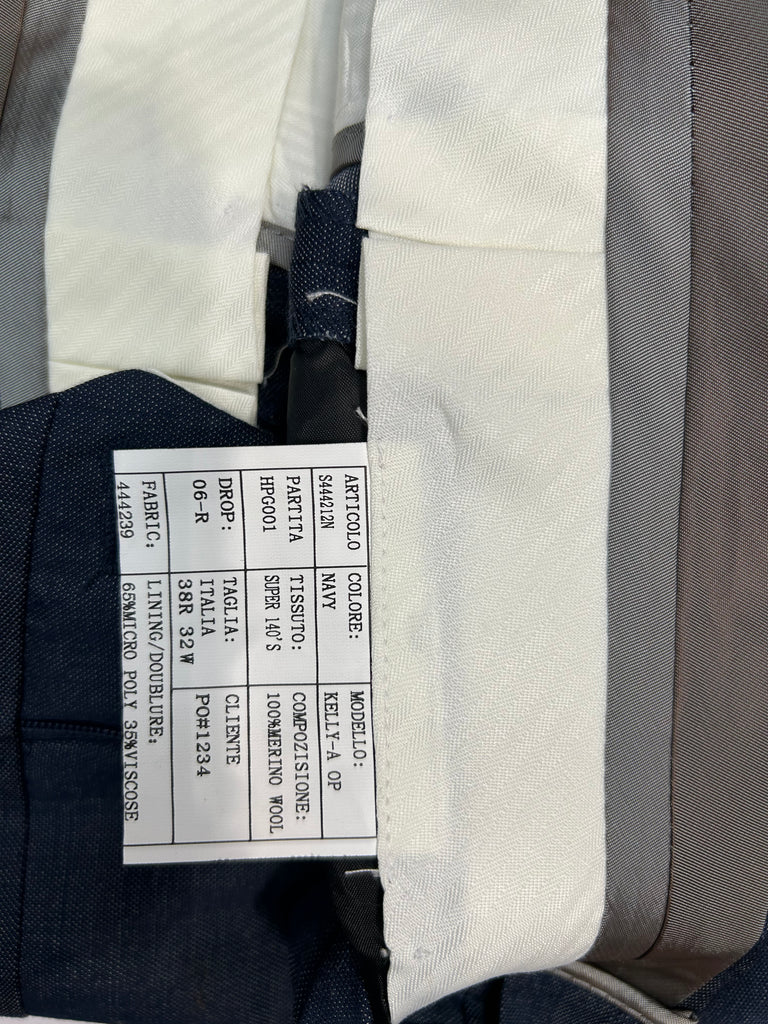 ARTICOLO COLORE: MODELLO:
S444212N NAVY KELLY-A OP
PARTITA TISSUTO: COMPOZISIONE:
HPG001 SUPER 140'S 100%MERINO WOOL
DROP: TAGLIA: CLIENTE
06-R ITALIA PO#1234
38R 32W
FABRIC: LINING/DOUBLURE:
444239 65%MICRO POLY 35%VISCOSE